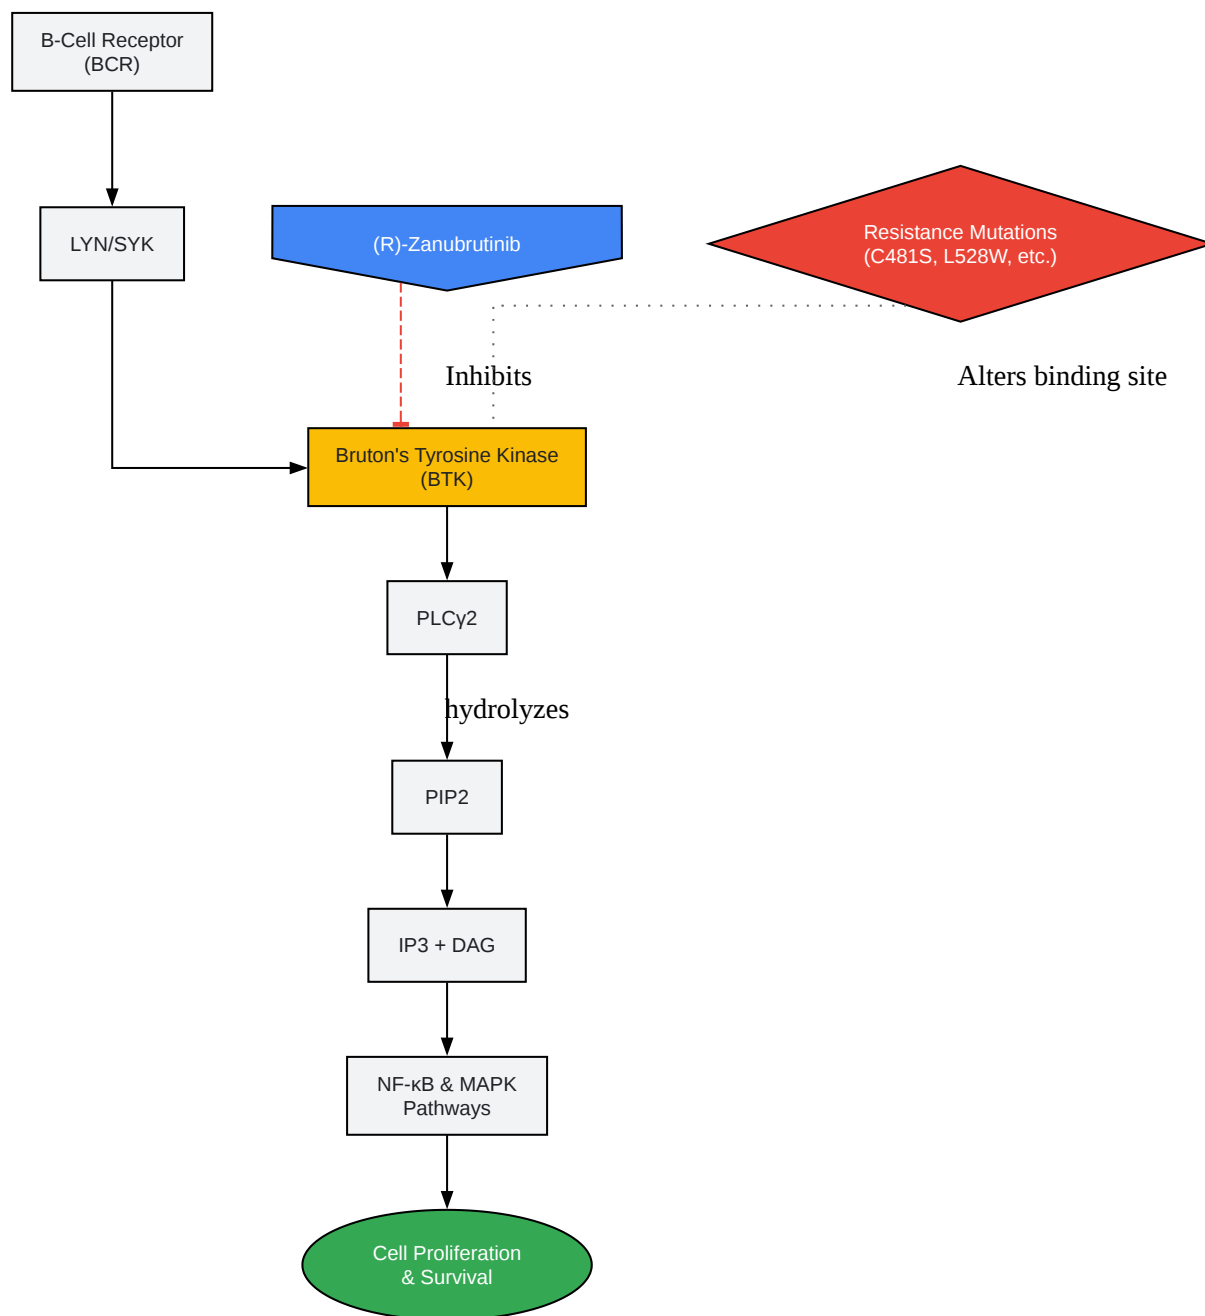 B-Cell Receptor
(BCR)
LYN/SYK
(R)-Zanubrutinib
Resistance Mutations
(C481S, L528W, etc.)
Inhibits
Alters binding site
Bruton's Tyrosine Kinase
(BTK)
PLCγ2
hydrolyzes
PIP2
IP3 + DAG
NF-κB & MAPK
Pathways
Cell Proliferation
& Survival